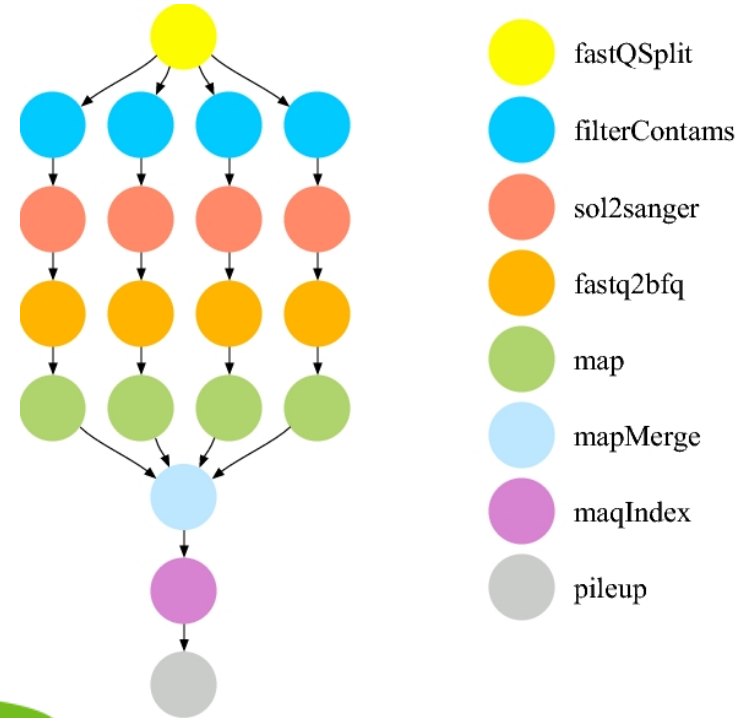 fastQSplit
filterContams
sol2sanger
fastq2bfq
map
mapMerge
maqIndex
pileup